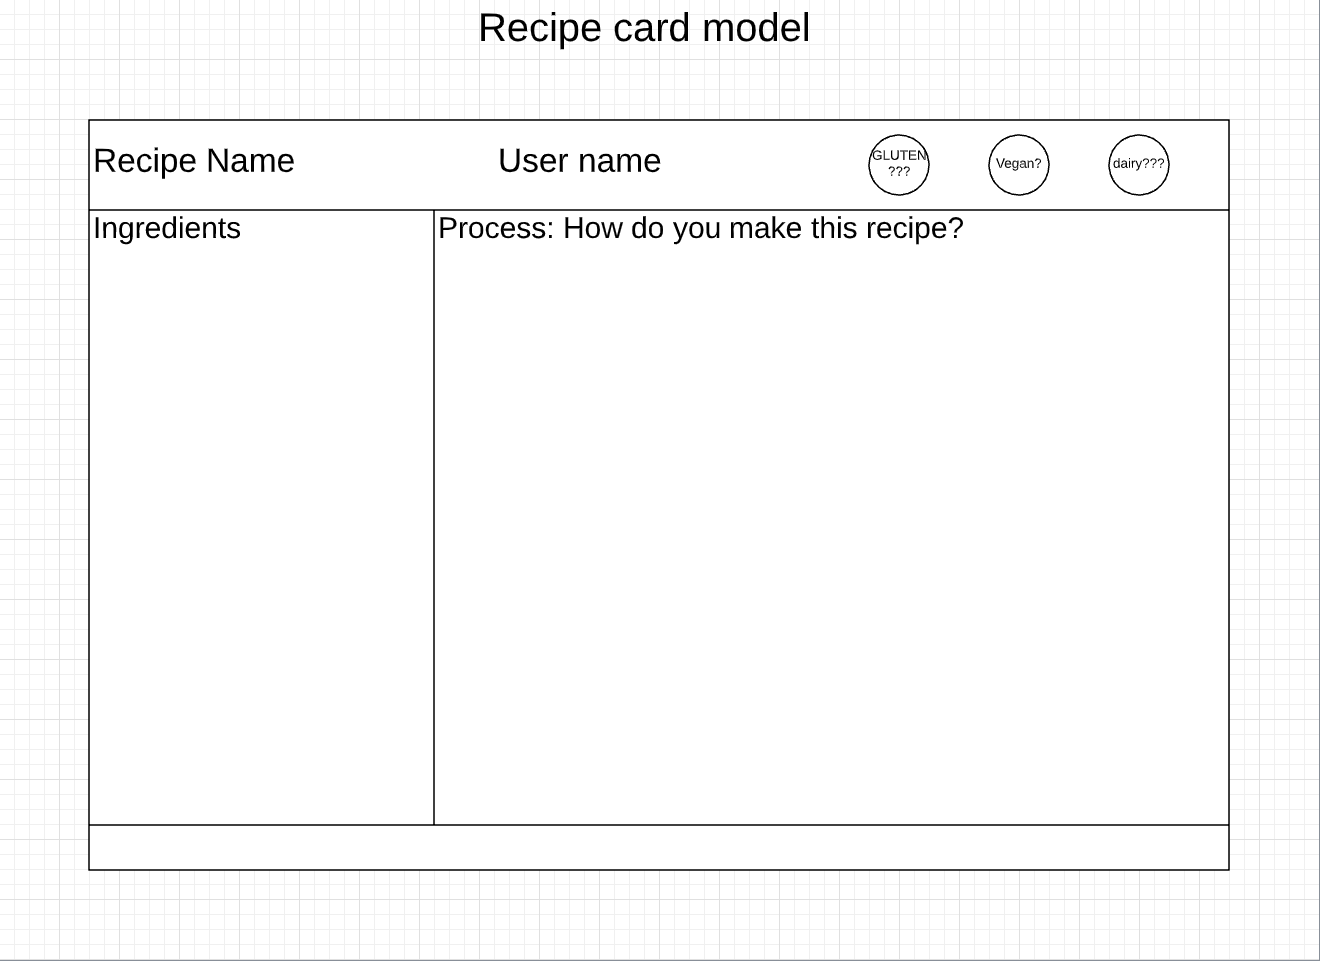 Recipe card model
Recipe Name
User name
GLUTEN
???
Vegan?
dairy???
Ingredients
Process: How do you make this recipe?